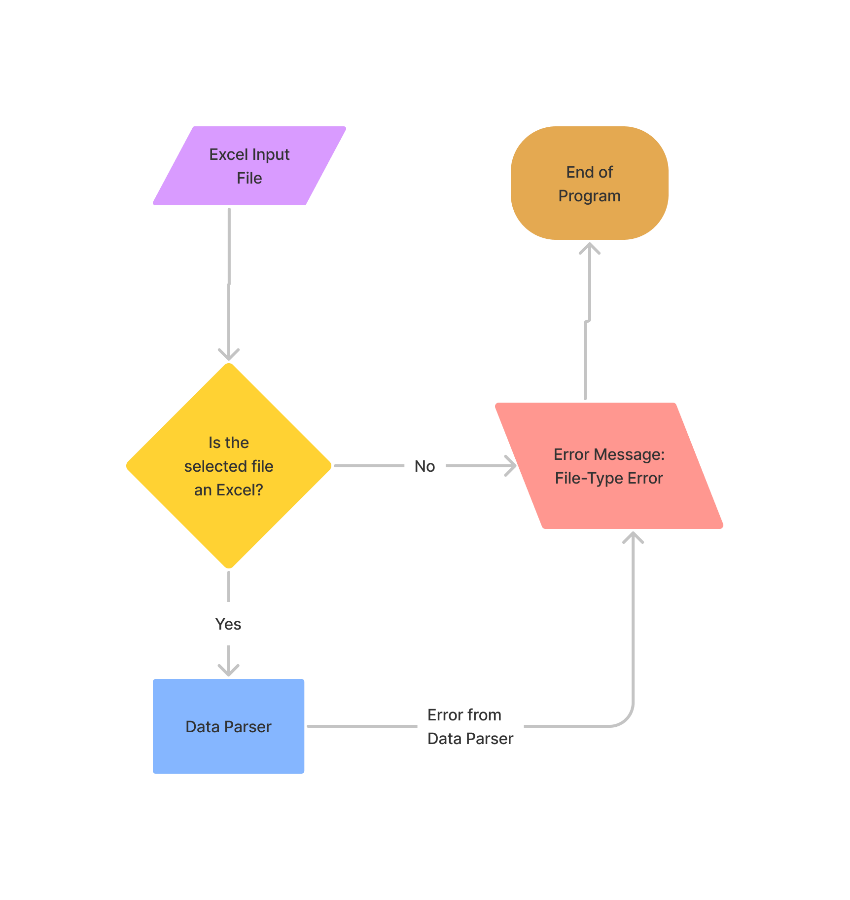 Excel Input
File
End of
Program
Is the
selected file
an Excel?
No
Error Message:
File-Type Error
Yes
Data Parser
Error from
Data Parser